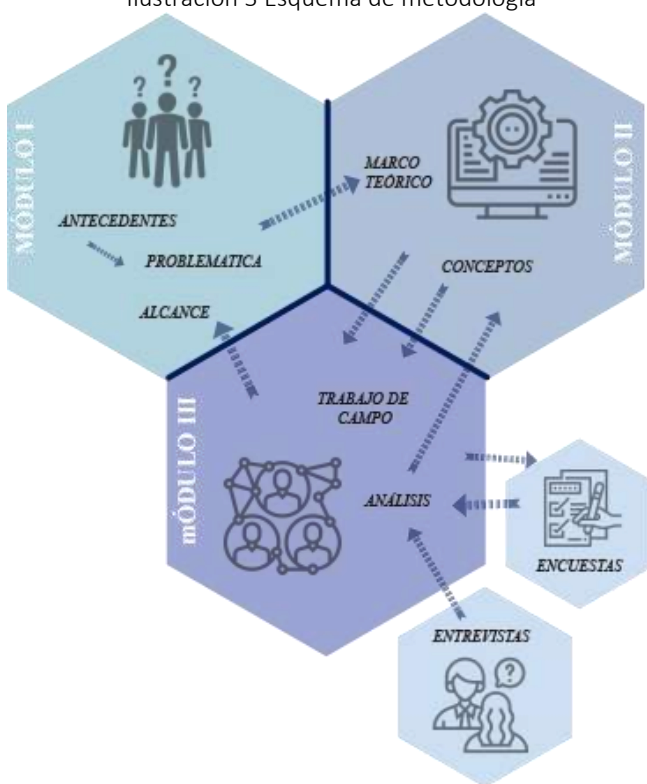 Ilustración 3 Esquema de metodología
MÓDULO I
ANTECEDENTES
PROBLEMATICA
ALCANCE
MÓDULO II
MARCO
TEÓRICO
CONCEPTOS
mÓDULO III
TRABAJO DE
CAMPO
ANÁLISIS
ENCUESTAS
ENTREVISTAS